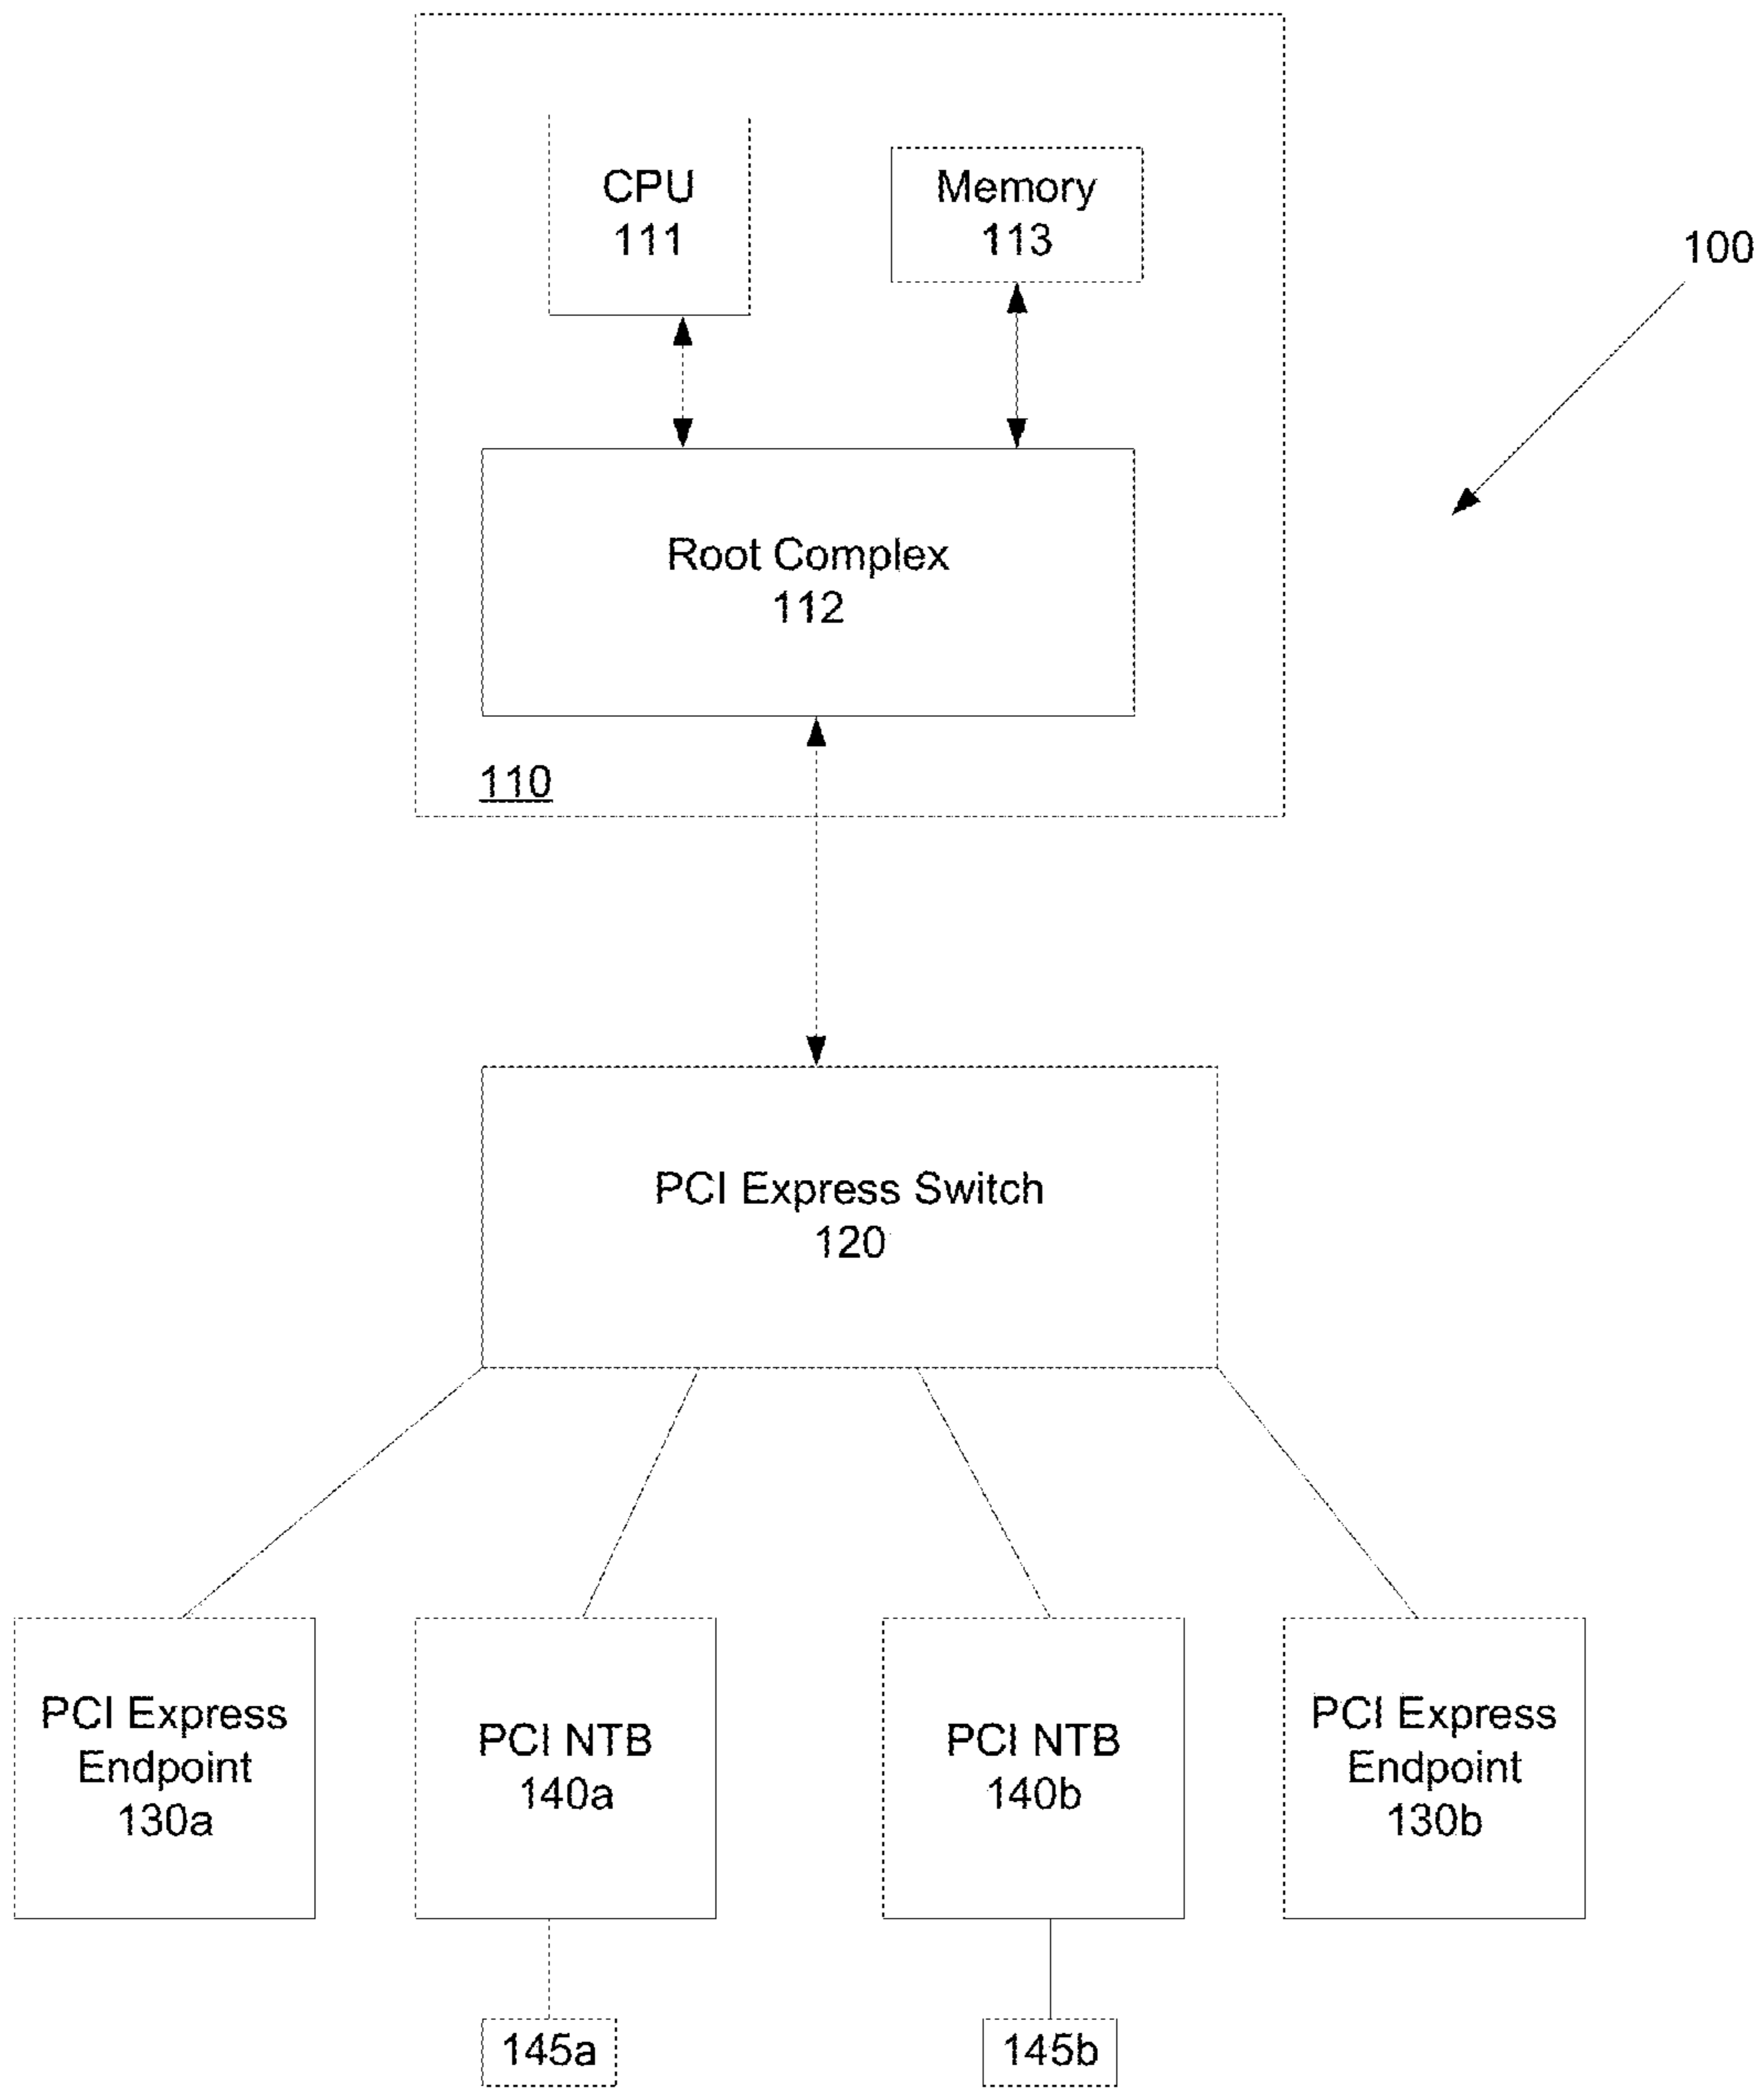 CPU
111
Memory
113
100
Root Complex
112
110
PCI Express Switch
120
PCI Express
Endpoint
130a
PCI NTB
140a
PCI NTB
140b
PCI Express
Endpoint
130b
145a
145b